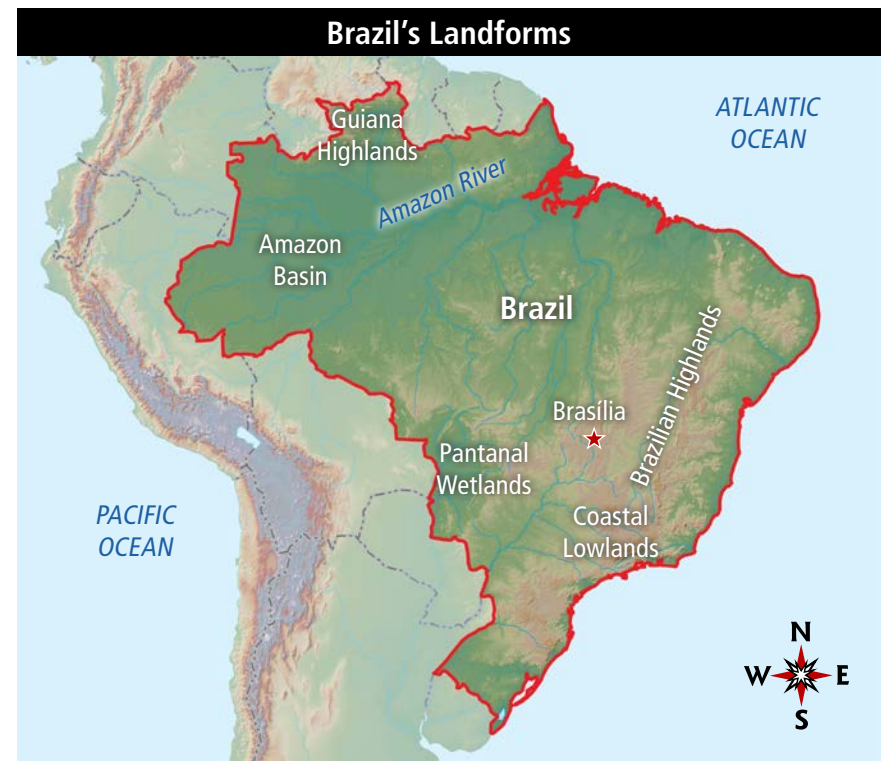 Brazil's Landforms
ATLANTIC
OCEAN
Guiana
Highlands
Amazon River
Amazon
Basin
Brazil
Brazilian Highlands
Brasília
Pantanal
Wetlands
Coastal
Lowlands
PACIFIC
OCEAN
N
W E
S